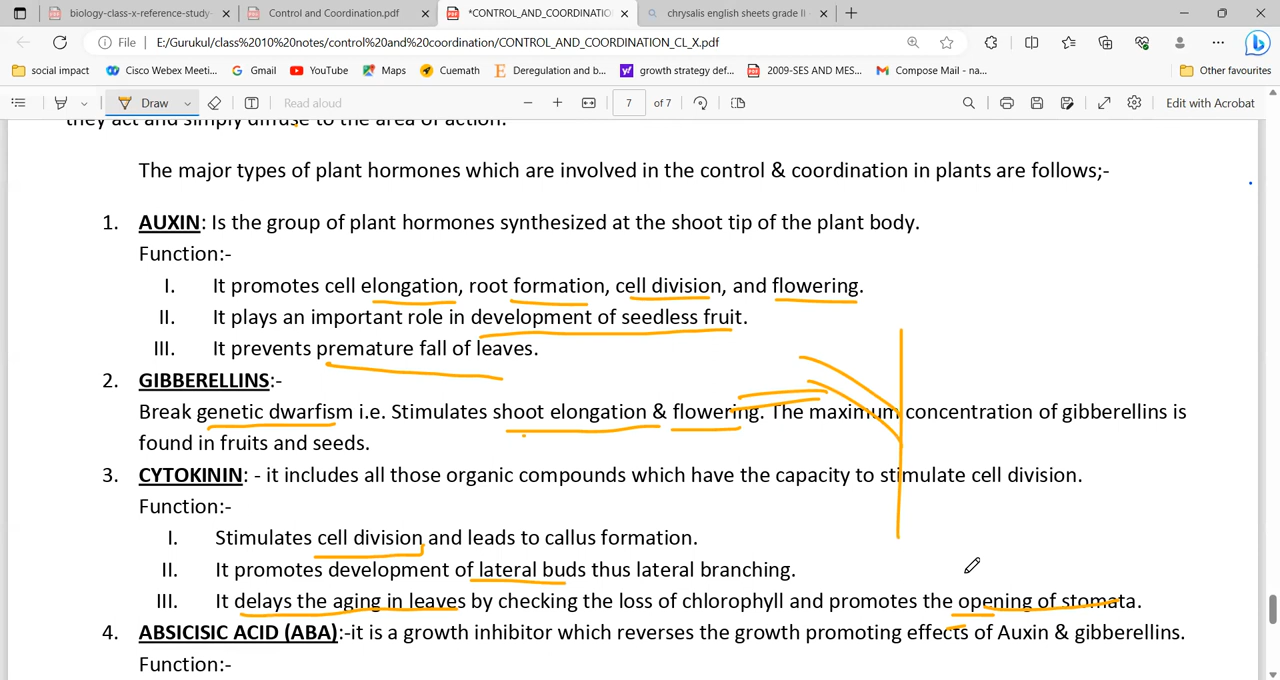 biology-class-x-reference-study-
Control and Coordination.pdf
*CONTROL_AND_COORDINATIO
chrysalis english sheets grade II -
File
E:/Gurukul/class%2010%20notes/control%20and%20coordination/CONTROL_AND_COORDINATION_CL_X.pdf
social impact
Cisco Webex Meeti...
Gmail
YouTube
Maps
Cuemath
Deregulation and b...
growth strategy def...
2009-SES AND MES...
Compose Mail - na...
Other favourites
Draw
Read aloud
7 of 7
Edit with Acrobat
they act and simply diffuse to the area of action.
The major types of plant hormones which are involved in the control & coordination in plants are follows;-
1. AUXIN: Is the group of plant hormones synthesized at the shoot tip of the plant body.
Function:-
I. It promotes cell elongation, root formation, cell division, and flowering.
II. It plays an important role in development of seedless fruit.
III. It prevents premature fall of leaves.
2. GIBBERELLINS:-
Break genetic dwarfism i.e. Stimulates shoot elongation & flowering. The maximum concentration of gibberellins is
found in fruits and seeds.
3. CYTOKININ: - it includes all those organic compounds which have the capacity to stimulate cell division.
Function:-
I. Stimulates cell division and leads to callus formation.
II. It promotes development of lateral buds thus lateral branching.
III. It delays the aging in leaves by checking the loss of chlorophyll and promotes the opening of stomata.
4. ABSICISIC ACID (ABA):-it is a growth inhibitor which reverses the growth promoting effects of Auxin & gibberellins.
Function:-